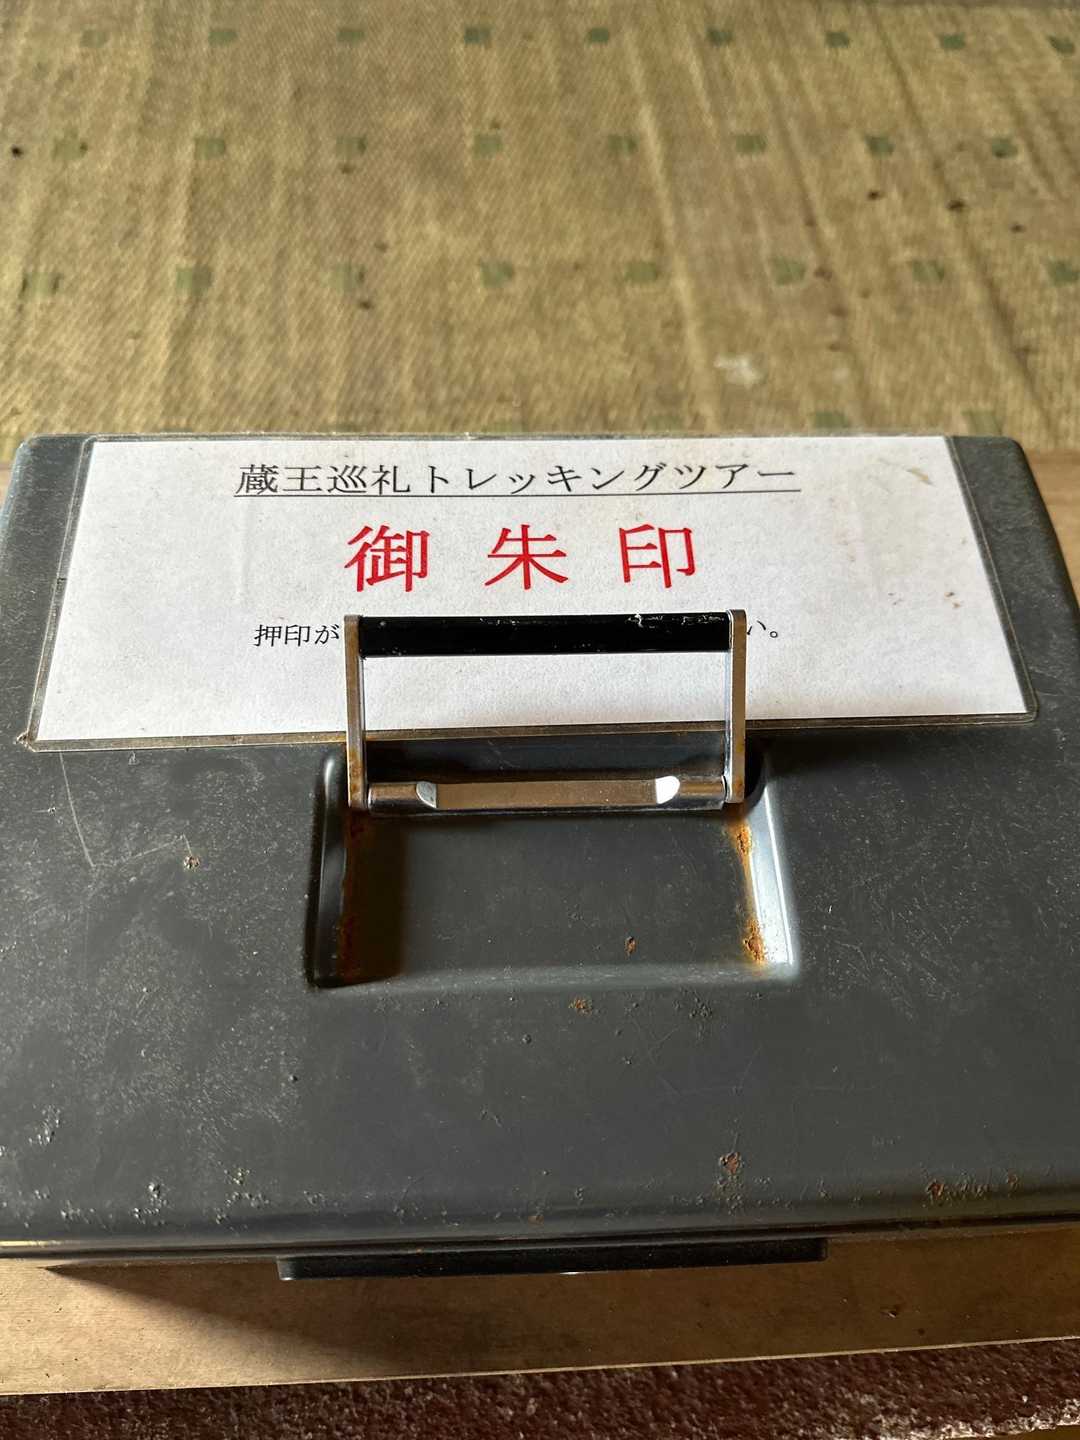 蔵王巡礼トレッキングツアー
御朱印
押印が い。